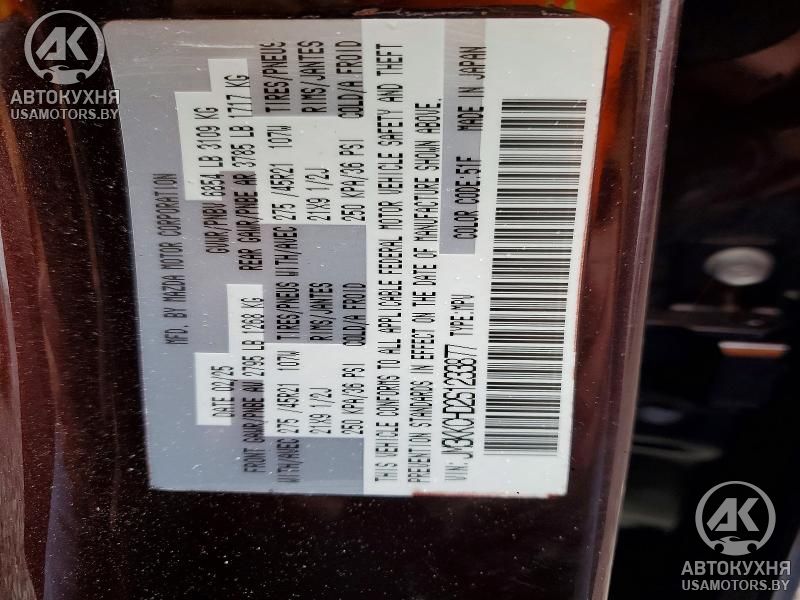 MFD. BY MAZDA MOTOR CORPORATION
DATE 02/25
GVWR/PNBV 6854 LB 3109 KG
FRONT GAWR/PNBE AV 2795 LB 1268 KG
REAR GAWR/PNBE AR 3785 LB 1717 KG
WITH/AVEC 275 /45R21 107W TIRES/PNEUS WITH/AVEC 275 /45R21 107W TIRES/PNEUS
21X9 1/2J RIMS/JANTES 21X9 1/2J RIMS/JANTES
250 KPA/36 PSI COLD/A FROID 250 KPA/36 PSI COLD/A FROID
THIS VEHICLE CONFORMS TO ALL APPLICABLE FEDERAL MOTOR VEHICLE SAFETY AND THEFT
PREVENTION STANDARDS IN EFFECT ON THE DATE OF MANUFACTURE SHOWN ABOVE.
VIN: JM3KKCHD2S1233877 TYPE:MPV COLOR CODE:51F MADE IN JAPAN
АК
АВТОКУХНЯ
USAMOTORS.BY
АК
АВТОКУХНЯ
USAMOTORS.BY